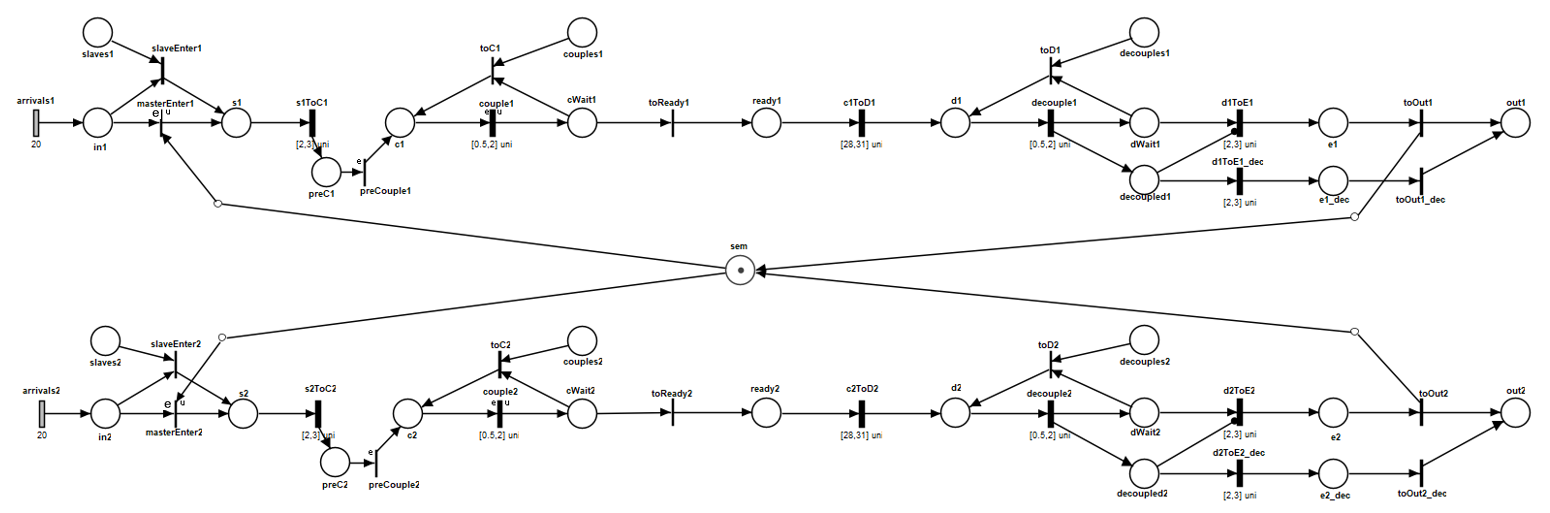 slaves1
slaveEnter1
toC1
couples1
toD1
decouples1
arrivals1
masterEnter1
e
u
s1
s1ToC1
couple1
e
u
cWait1
toReady1
ready1
c1ToD1
d1
decouple1
d1ToE1
toOut1
out1
20
in1
[2,3] uni
c1
[0.5,2] uni
[28,31] uni
[0.5,2] uni
dWait1
[2,3] uni
e1
e
preC1
preCouple1
d1ToE1_dec
decoupled1
[2,3] uni
e1_dec
toOut1_dec
sem
slaveEnter2
toC2
toD2
slaves2
couples2
decouples2
arrivals2
s2
s2ToC2
couple2
cWait2
toReady2
ready2
c2ToD2
d2
decouple2
d2ToE2
toOut2
out2
e
u
e
u
20
in2
masterEnter2
[2,3] uni
c2
[0.5,2] uni
[28,31] uni
[0.5,2] uni
dWait2
[2,3] uni
e2
e
preC2
preCouple2
d2ToE2_dec
decoupled2
[2,3] uni
e2_dec
toOut2_dec